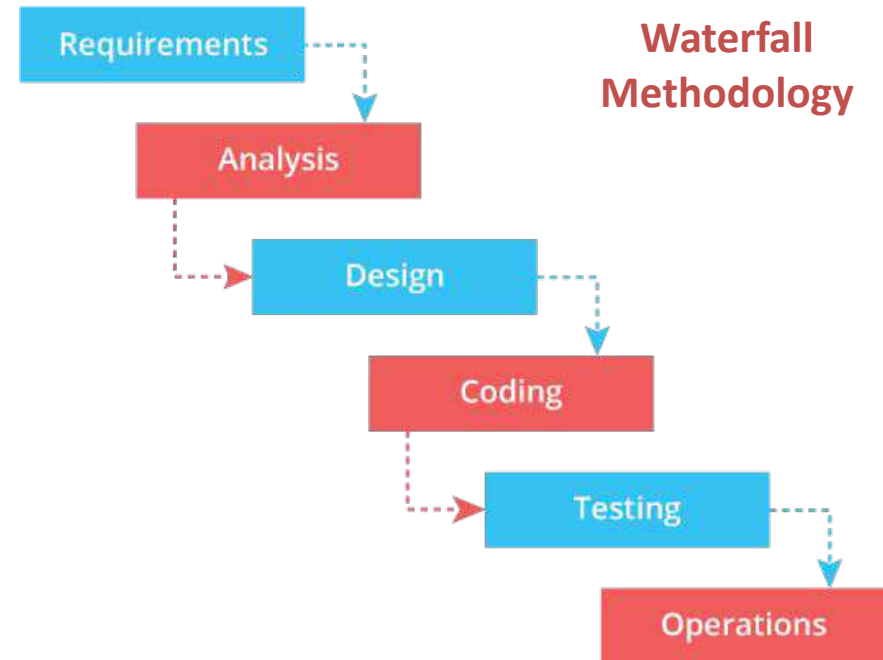 Requirements
Waterfall
Methodology
Analysis
Design
Coding
Testing
Operations